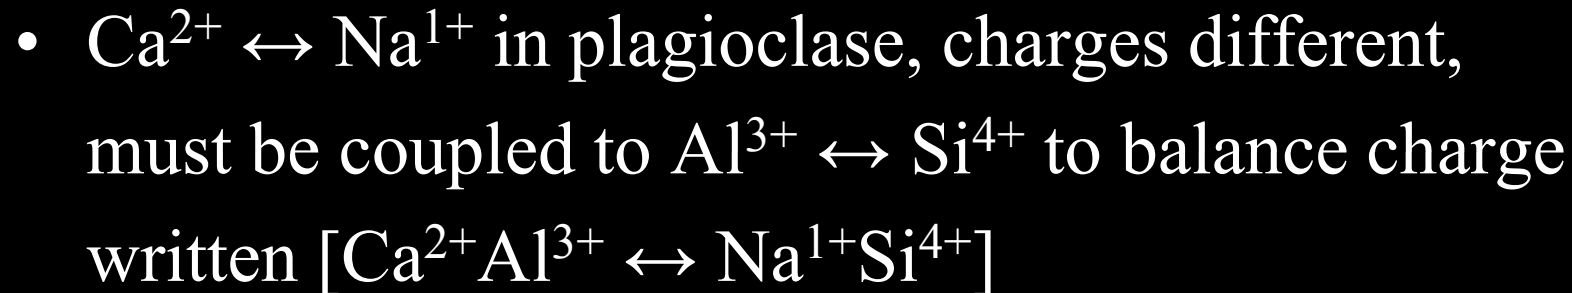 • Ca²⁺ ↔ Na¹⁺ in plagioclase, charges different,
must be coupled to Al³⁺ ↔ Si⁴⁺ to balance charge
written [Ca²⁺Al³⁺ ↔ Na¹⁺Si⁴⁺]